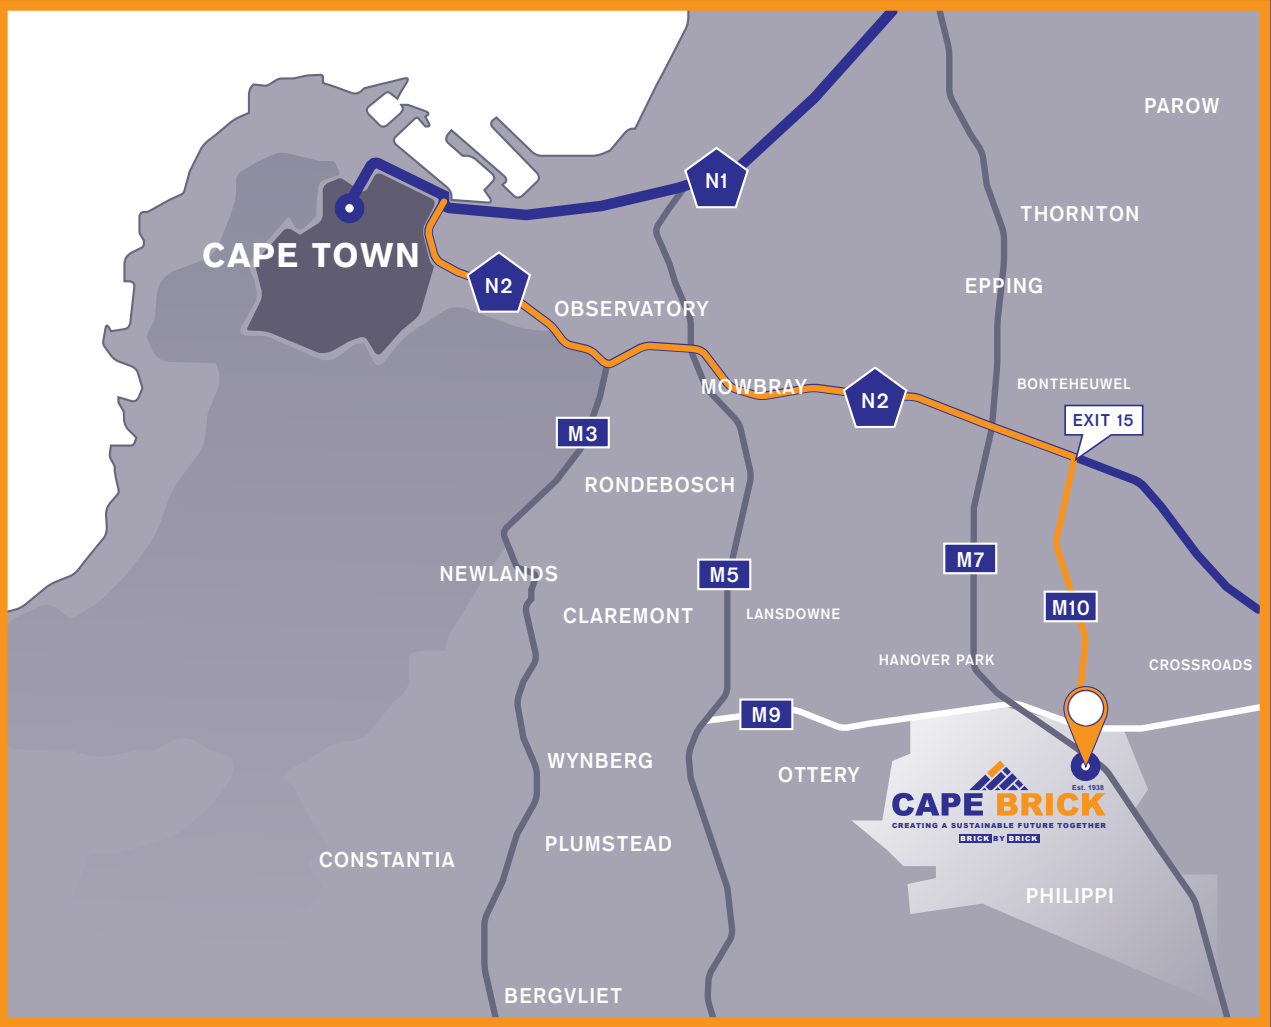 PAROW
N1
THORNTON
CAPE TOWN
N2
EPPING
OBSERVATORY
MOWBRAY
N2
BONTEHEUWEL
EXIT 15
M3
RONDEBOSCH
M7
NEWLANDS
M5
M10
CLAREMONT
LANSDOWNE
HANOVER PARK
CROSSROADS
M9
WYNBERG
OTTERY
Est. 1938
CAPE BRICK
CREATING A SUSTAINABLE FUTURE TOGETHER
BRICK BY BRICK
PLUMSTEAD
CONSTANTIA
PHILIPPI
BERGVLIET